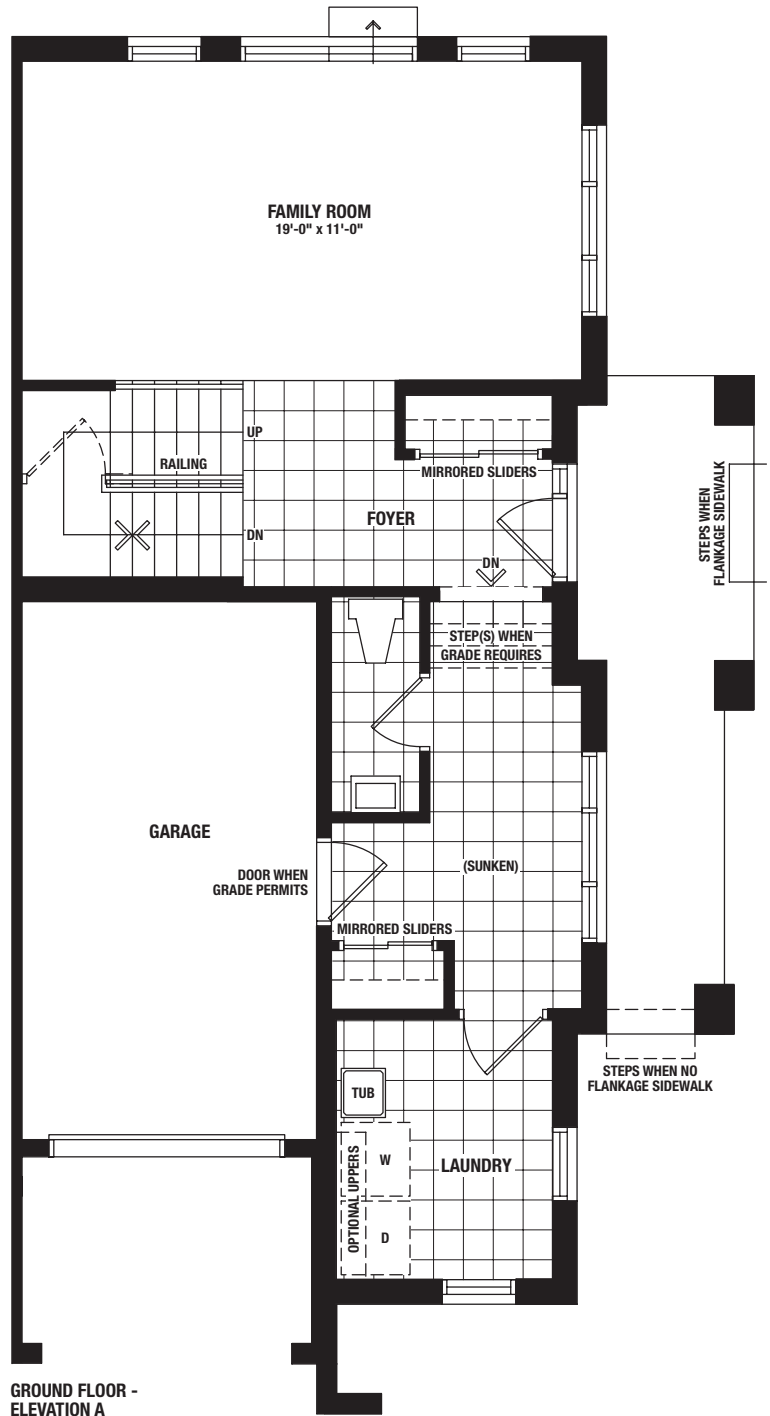 FAMILY ROOM
19'-0" x 11'-0"
UP
RAILING
MIRRORED SLIDERS
FOYER
DN
DN
STEPS WHEN
FLANKAGE SIDEWALK
STEP(S) WHEN
GRADE REQUIRES
GARAGE
DOOR WHEN
GRADE PERMITS
(SUNKEN)
MIRRORED SLIDERS
STEPS WHEN NO
FLANKAGE SIDEWALK
TUB
OPTIONAL UPPERS
W
LAUNDRY
D
GROUND FLOOR -
ELEVATION A